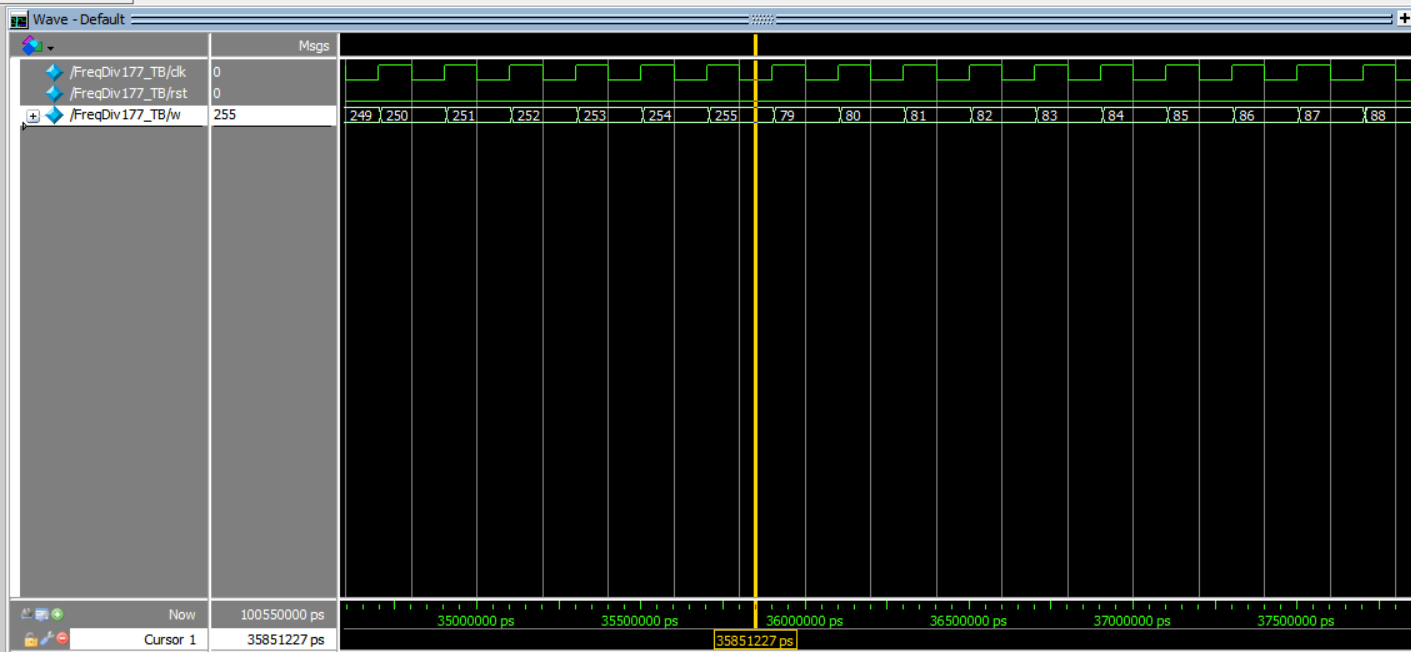 Wave - Default
Msgs
/FreqDiv177_TB/clk 0
/FreqDiv177_TB/rst 0
/FreqDiv177_TB/w 255
249 250 251 252 253 254 255 79 80 81 82 83 84 85 86 87 88
Now 100550000 ps
35000000 ps 35500000 ps 36000000 ps 36500000 ps 37000000 ps 37500000 ps
Cursor 1 35851227 ps
35851227 ps